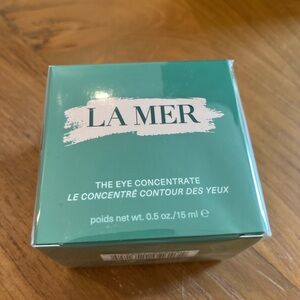 LA MER
THE EYE CONCENTRATE
LE CONCENTRÉ CONTOUR DES YEUX
poids net wt. 0.5 oz./15 ml ℮